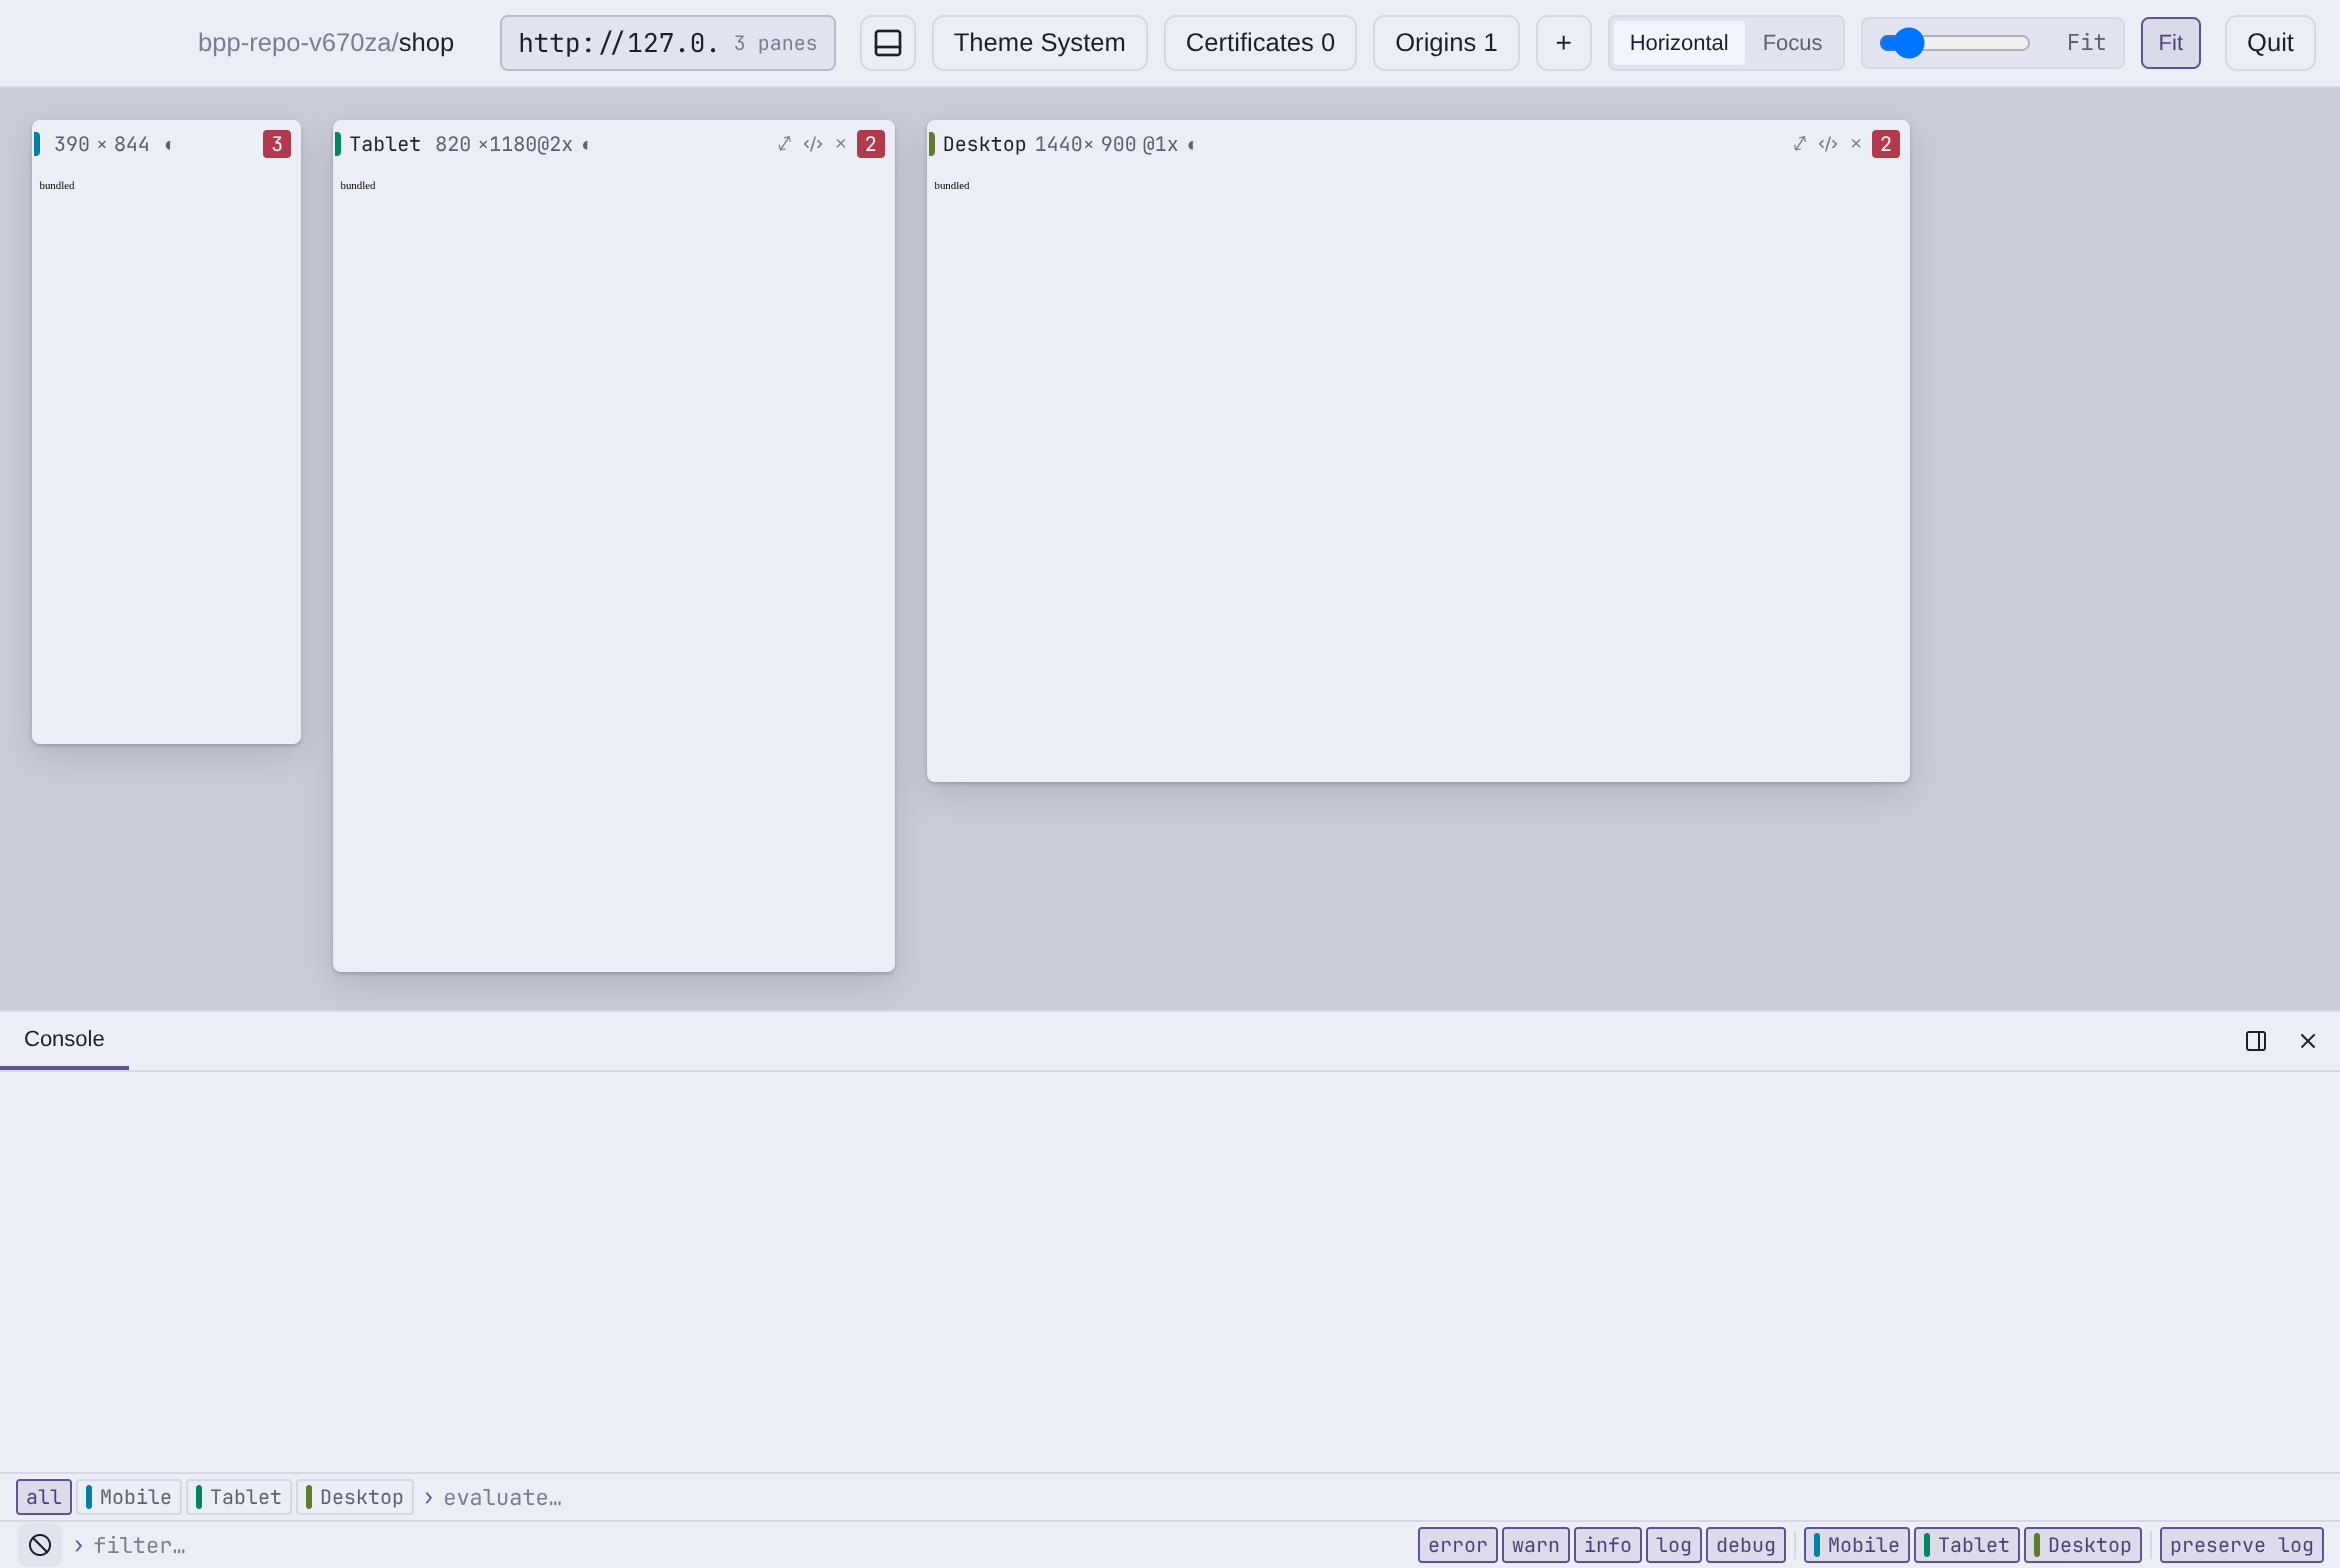 bpp-repo-v670za/shop http://127.0. 3 panes Theme System Certificates 0 Origins 1 + Horizontal Focus Fit Fit Quit
390 × 844 3
Tablet 820 ×1180@2x </> × 2
Desktop 1440× 900 @1x </> × 2
bundled
bundled
bundled
Console
all Mobile Tablet Desktop › evaluate…
› filter… error warn info log debug Mobile Tablet Desktop preserve log